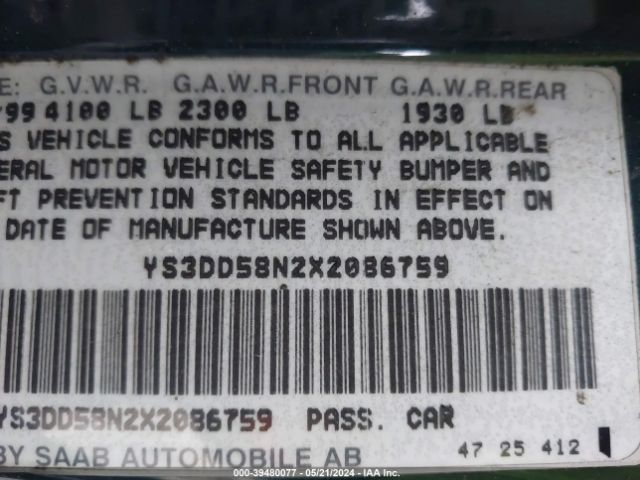 E: G.V.W.R. G.A.W.R.FRONT G.A.W.R.REAR
99 4100 LB 2300 LB 1930 LB
S VEHICLE CONFORMS TO ALL APPLICABLE
ERAL MOTOR VEHICLE SAFETY BUMPER AND
FT PREVENTION STANDARDS IN EFFECT ON
DATE OF MANUFACTURE SHOWN ABOVE.
YS3DD58N2X2086759
YS3DD58N2X2086759 PASS. CAR
BY SAAB AUTOMOBILE AB 47 25 412
000-39480077 - 05/21/2024 - IAA Inc.